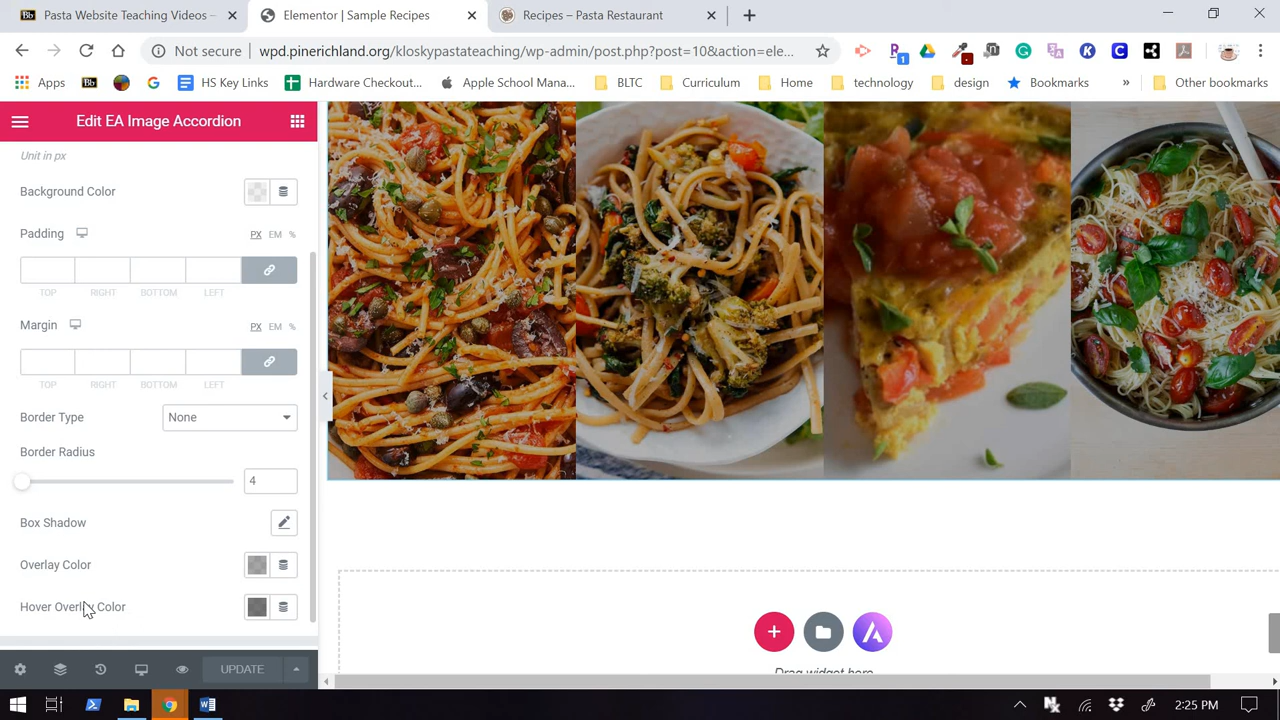 Pasta Website Teaching Videos –
Elementor | Sample Recipes
Recipes – Pasta Restaurant
Not secure
wpd.pinerichland.org/kloskypastateaching/wp-admin/post.php?post=10&action=ele...
1
Apps
Bb
HS Key Links
Hardware Checkout...
Apple School Mana...
BLTC
Curriculum
Home
technology
design
Bookmarks
»
Other bookmarks
Edit EA Image Accordion
Unit in px
Background Color
Padding
PX EM %
TOP RIGHT BOTTOM LEFT
Margin
PX EM %
TOP RIGHT BOTTOM LEFT
Border Type
None
Border Radius
4
Box Shadow
Overlay Color
Hover Overlay Color
UPDATE
Drag widget here
2:25 PM